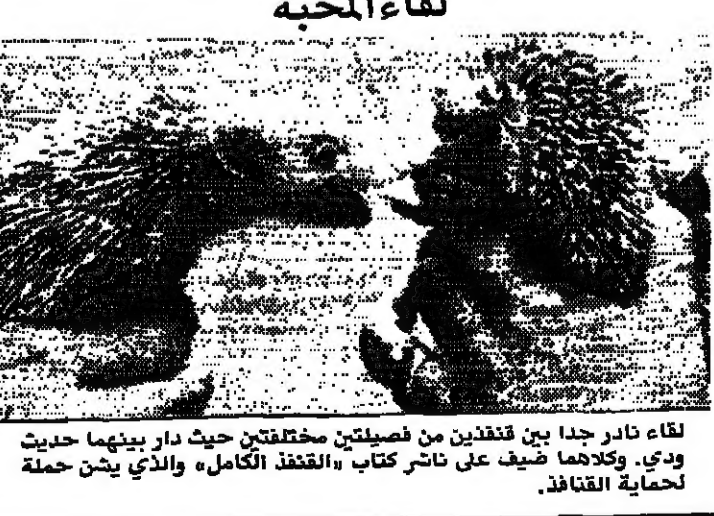 لقاء المحبه
لقاء نادر جدا بين قنفذين من فصيلتين مختلفتين حيث دار بينهما حديث
ودي. وكلاهما ضيف على ناشر كتاب «القنفذ الكامل» والذي يشن حملة
لحماية القنافذ.